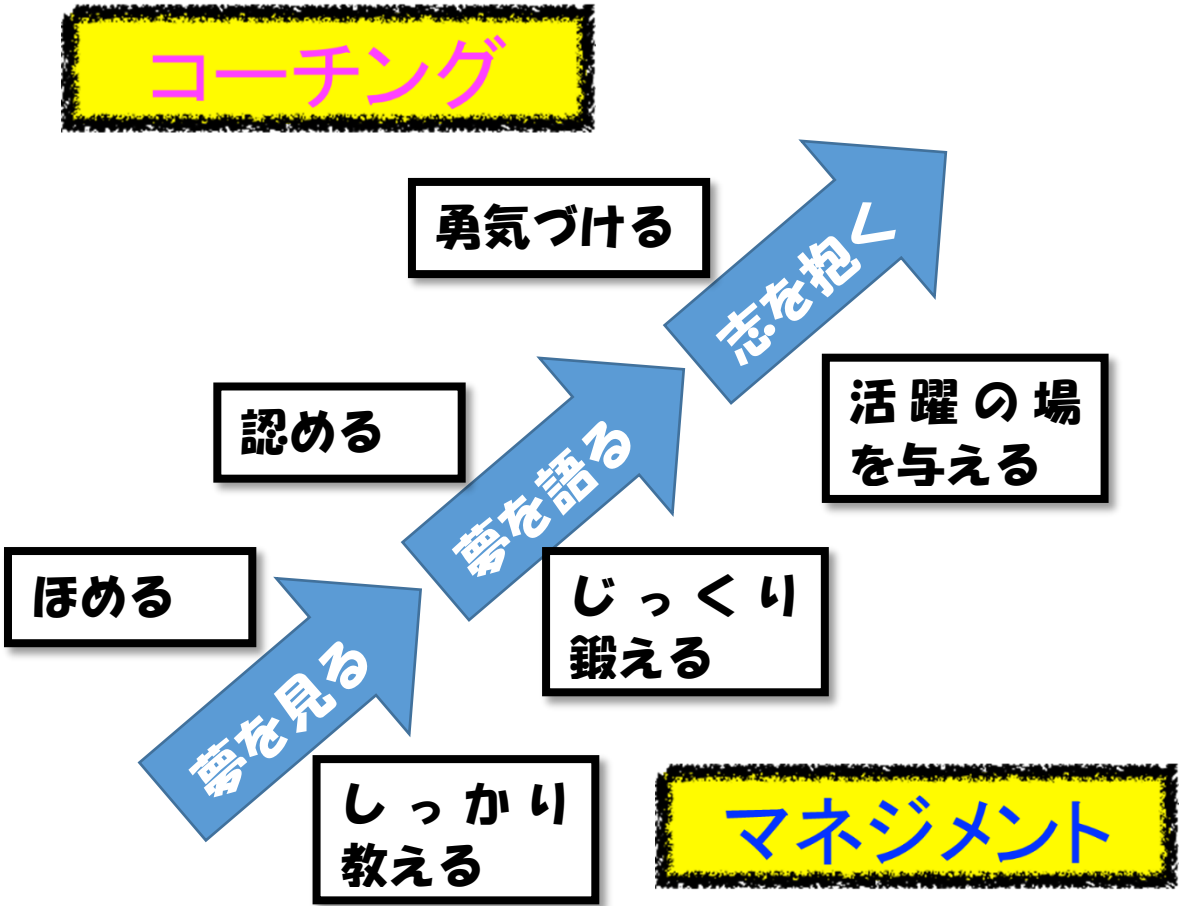 コーチング
勇気づける
志を抱く
認める
活躍の場
を与える
夢を語る
ほめる
じっくり
鍛える
夢を見る
しっかり
教える
マネジメント